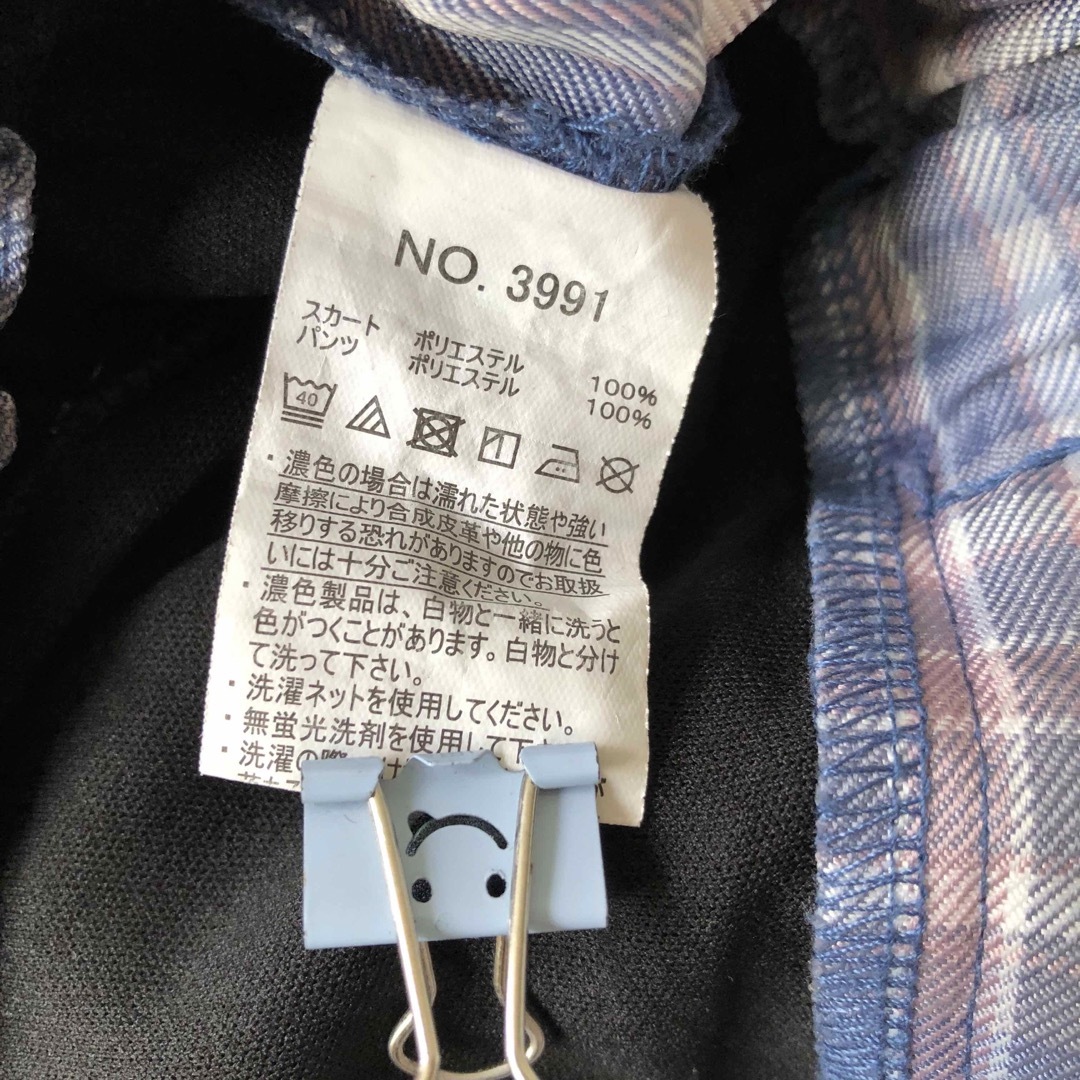 NO. 3991
スカート ポリエステル 100%
パンツ ポリエステル 100%
40
・濃色の場合は濡れた状態や強い
摩擦により合成皮革や他の物に色
移りする恐れがありますのでお取扱
いには十分ご注意ください。
・濃色製品は、白物と一緒に洗うと
色がつくことがあります。白物と分け
て洗って下さい。
・洗濯ネットを使用してください。
・無蛍光洗剤を使用して下
・洗濯の際